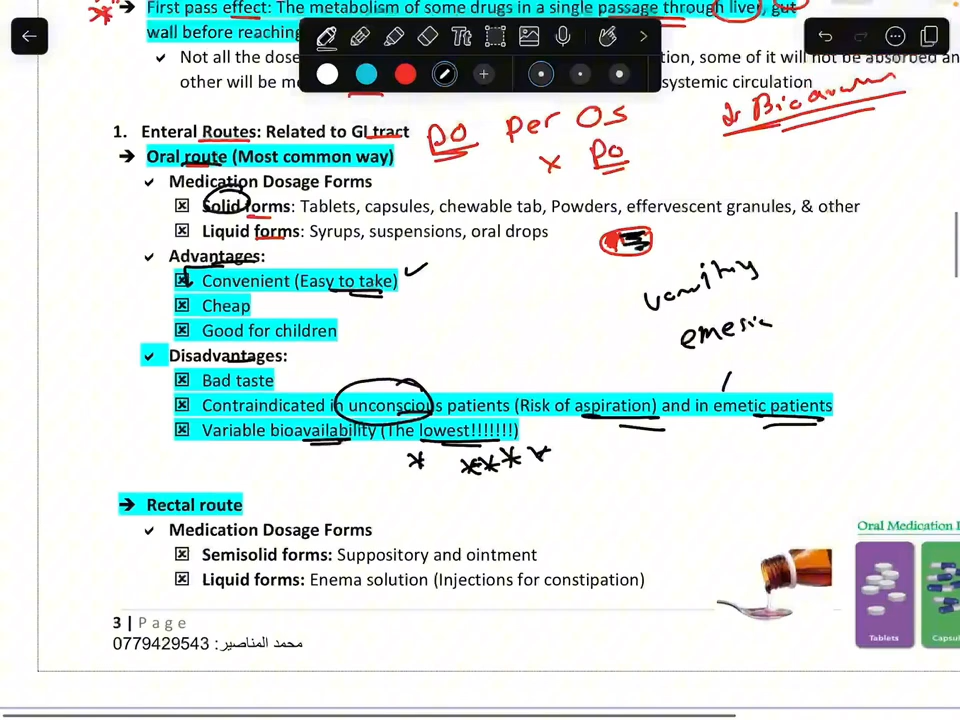 First pass effect: The metabolism of some drugs in a single passage through liver, gut
wall before reaching
Not all the dose
tion, some of it will not be absorbed an
other will be me
systemic circulation
Tt
Bioava
1. Enteral Routes: Related to GI tract
PO per OS
x PO
Oral route (Most common way)
Medication Dosage Forms
Solid forms: Tablets, capsules, chewable tab, Powders, effervescent granules, & other
Liquid forms: Syrups, suspensions, oral drops
Advantages:
Convenient (Easy to take)
vomiting
Cheap
emesis
Good for children
Disadvantages:
Bad taste
Contraindicated in unconscious patients (Risk of aspiration) and in emetic patients
Variable bioavailability (The lowest!!!!!!!)
Rectal route
Medication Dosage Forms
Oral Medication
Semisolid forms: Suppository and ointment
Liquid forms: Enema solution (Injections for constipation)
3 | Page
محمد المناصير: 0779429543
Tablets
Capsu